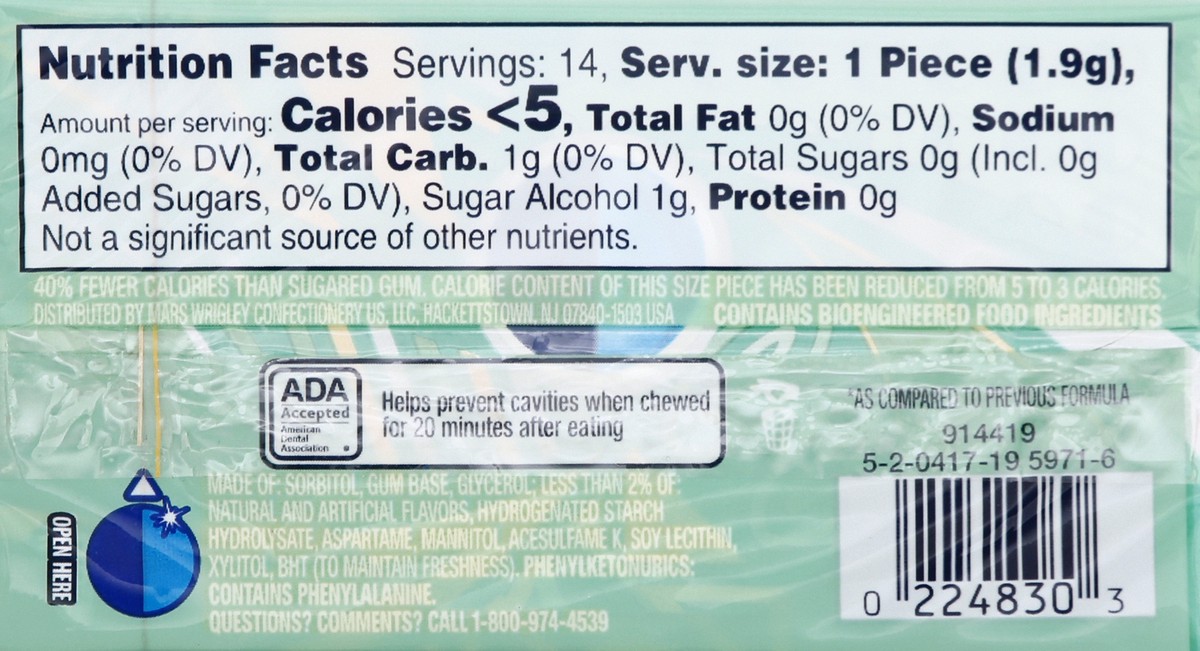 Nutrition Facts Servings: 14, Serv. size: 1 Piece (1.9g),
Amount per serving: Calories <5, Total Fat 0g (0% DV), Sodium
0mg (0% DV), Total Carb. 1g (0% DV), Total Sugars 0g (Incl. 0g
Added Sugars, 0% DV), Sugar Alcohol 1g, Protein 0g
Not a significant source of other nutrients.
40% FEWER CALORIES THAN SUGARED GUM. CALORIE CONTENT OF THIS SIZE PIECE HAS BEEN REDUCED FROM 5 TO 3 CALORIES.
DISTRIBUTED BY MARS WRIGLEY CONFECTIONERY US, LLC, HACKETTSTOWN, NJ 07840-1503 USA CONTAINS BIOENGINEERED FOOD INGREDIENTS
ADA
Accepted
American
Dental
Association
Helps prevent cavities when chewed
for 20 minutes after eating
*AS COMPARED TO PREVIOUS FORMULA
914419
5-2-0417-19 5971-6
OPEN HERE
MADE OF: SORBITOL, GUM BASE, GLYCEROL; LESS THAN 2% OF:
NATURAL AND ARTIFICIAL FLAVORS, HYDROGENATED STARCH
HYDROLYSATE, ASPARTAME, MANNITOL, ACESULFAME K, SOY LECITHIN,
XYLITOL, BHT (TO MAINTAIN FRESHNESS). PHENYLKETONURICS:
CONTAINS PHENYLALANINE.
QUESTIONS? COMMENTS? CALL 1-800-974-4539
0 224830 3